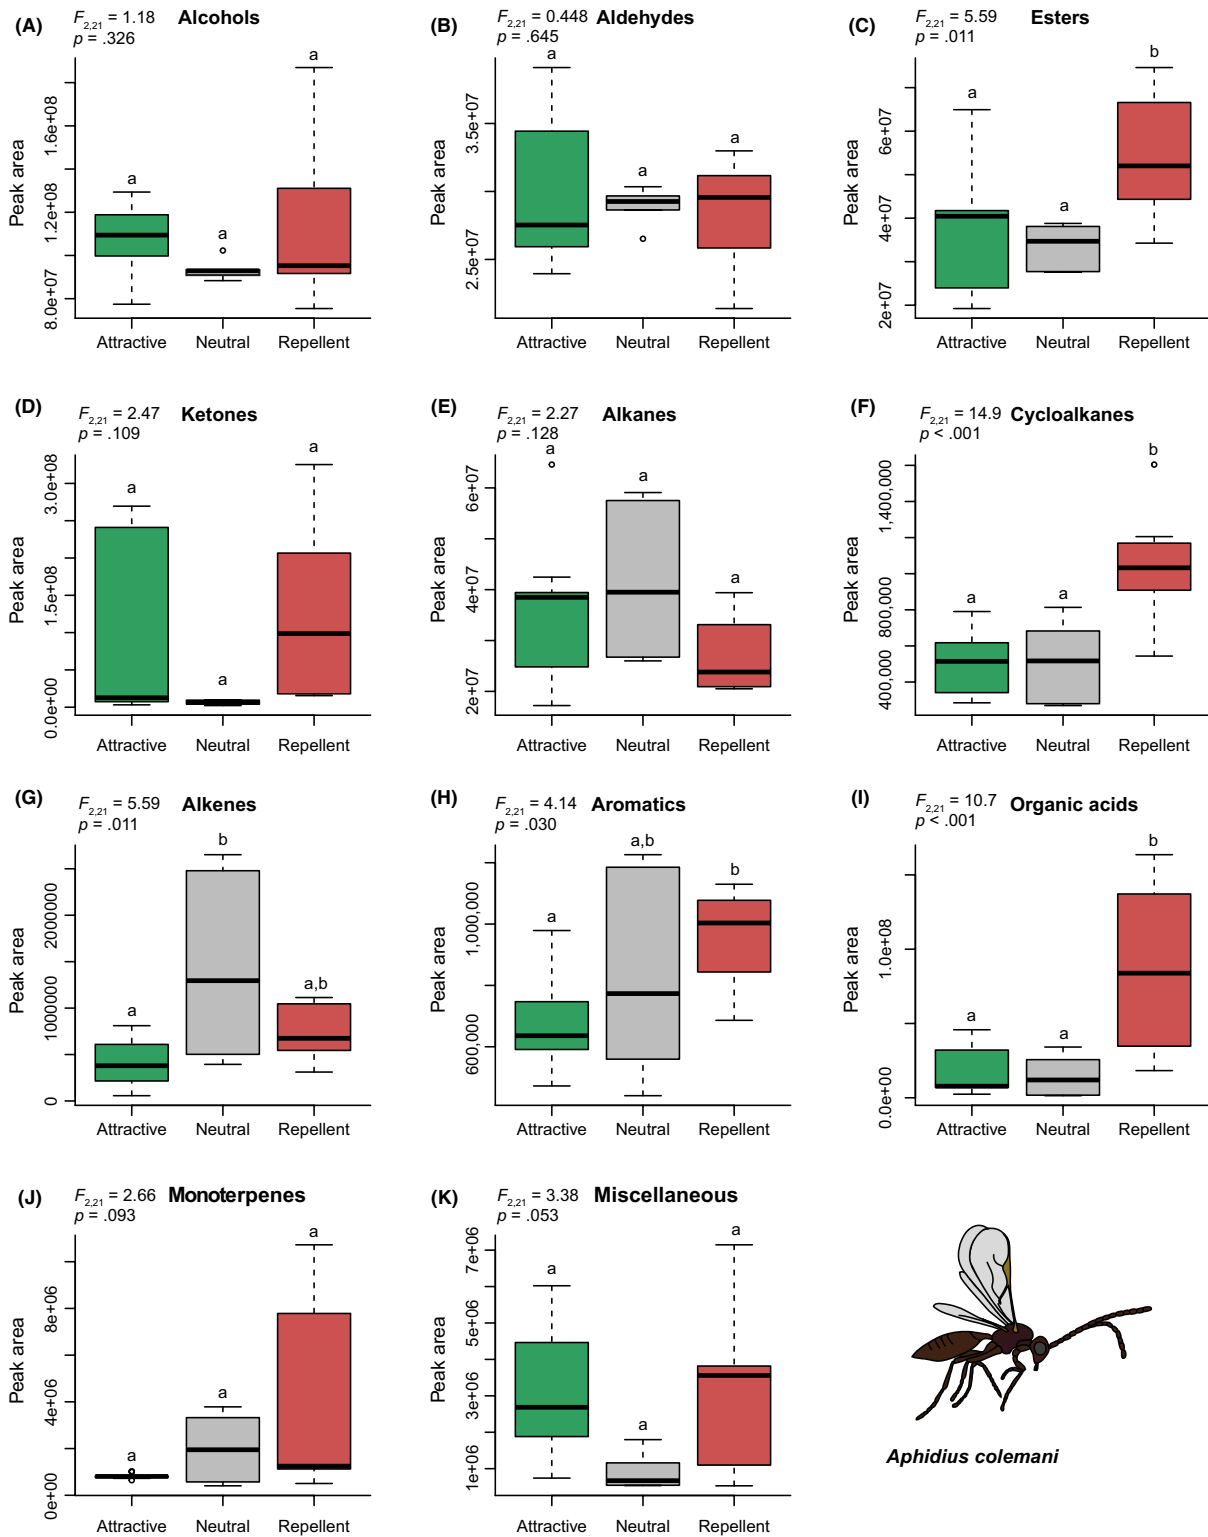 (A) F2,21 = 1.18 Alcohols
p = .326
a
a
a
Peak area
8.0e+07 1.2e+08 1.6e+08
Attractive Neutral Repellent
(B) F2,21 = 0.448 Aldehydes
p = .645
a
a
a
Peak area
2.5e+07 3.5e+07
Attractive Neutral Repellent
(C) F2,21 = 5.59 Esters
p = .011
a
a
b
Peak area
2e+07 4e+07 6e+07
Attractive Neutral Repellent
(D) F2,21 = 2.47 Ketones
p = .109
a
a
a
Peak area
0.0e+00 1.5e+08 3.0e+08
Attractive Neutral Repellent
(E) F2,21 = 2.27 Alkanes
p = .128
a
a
a
Peak area
2e+07 4e+07 6e+07
Attractive Neutral Repellent
(F) F2,21 = 14.9 Cycloalkanes
p < .001
a
a
b
Peak area
400,000 800,000 1,400,000
Attractive Neutral Repellent
(G) F2,21 = 5.59 Alkenes
p = .011
a
b
a,b
Peak area
0 1000000 2000000
Attractive Neutral Repellent
(H) F2,21 = 4.14 Aromatics
p = .030
a
a,b
b
Peak area
600,000 1,000,000
Attractive Neutral Repellent
(I) F2,21 = 10.7 Organic acids
p < .001
a
a
b
Peak area
0.0e+00 1.0e+08
Attractive Neutral Repellent
(J) F2,21 = 2.66 Monoterpenes
p = .093
a
a
a
Peak area
0e+00 4e+06 8e+06
Attractive Neutral Repellent
(K) F2,21 = 3.38 Miscellaneous
p = .053
a
a
a
Peak area
1e+06 3e+06 5e+06 7e+06
Attractive Neutral Repellent
Aphidius colemani